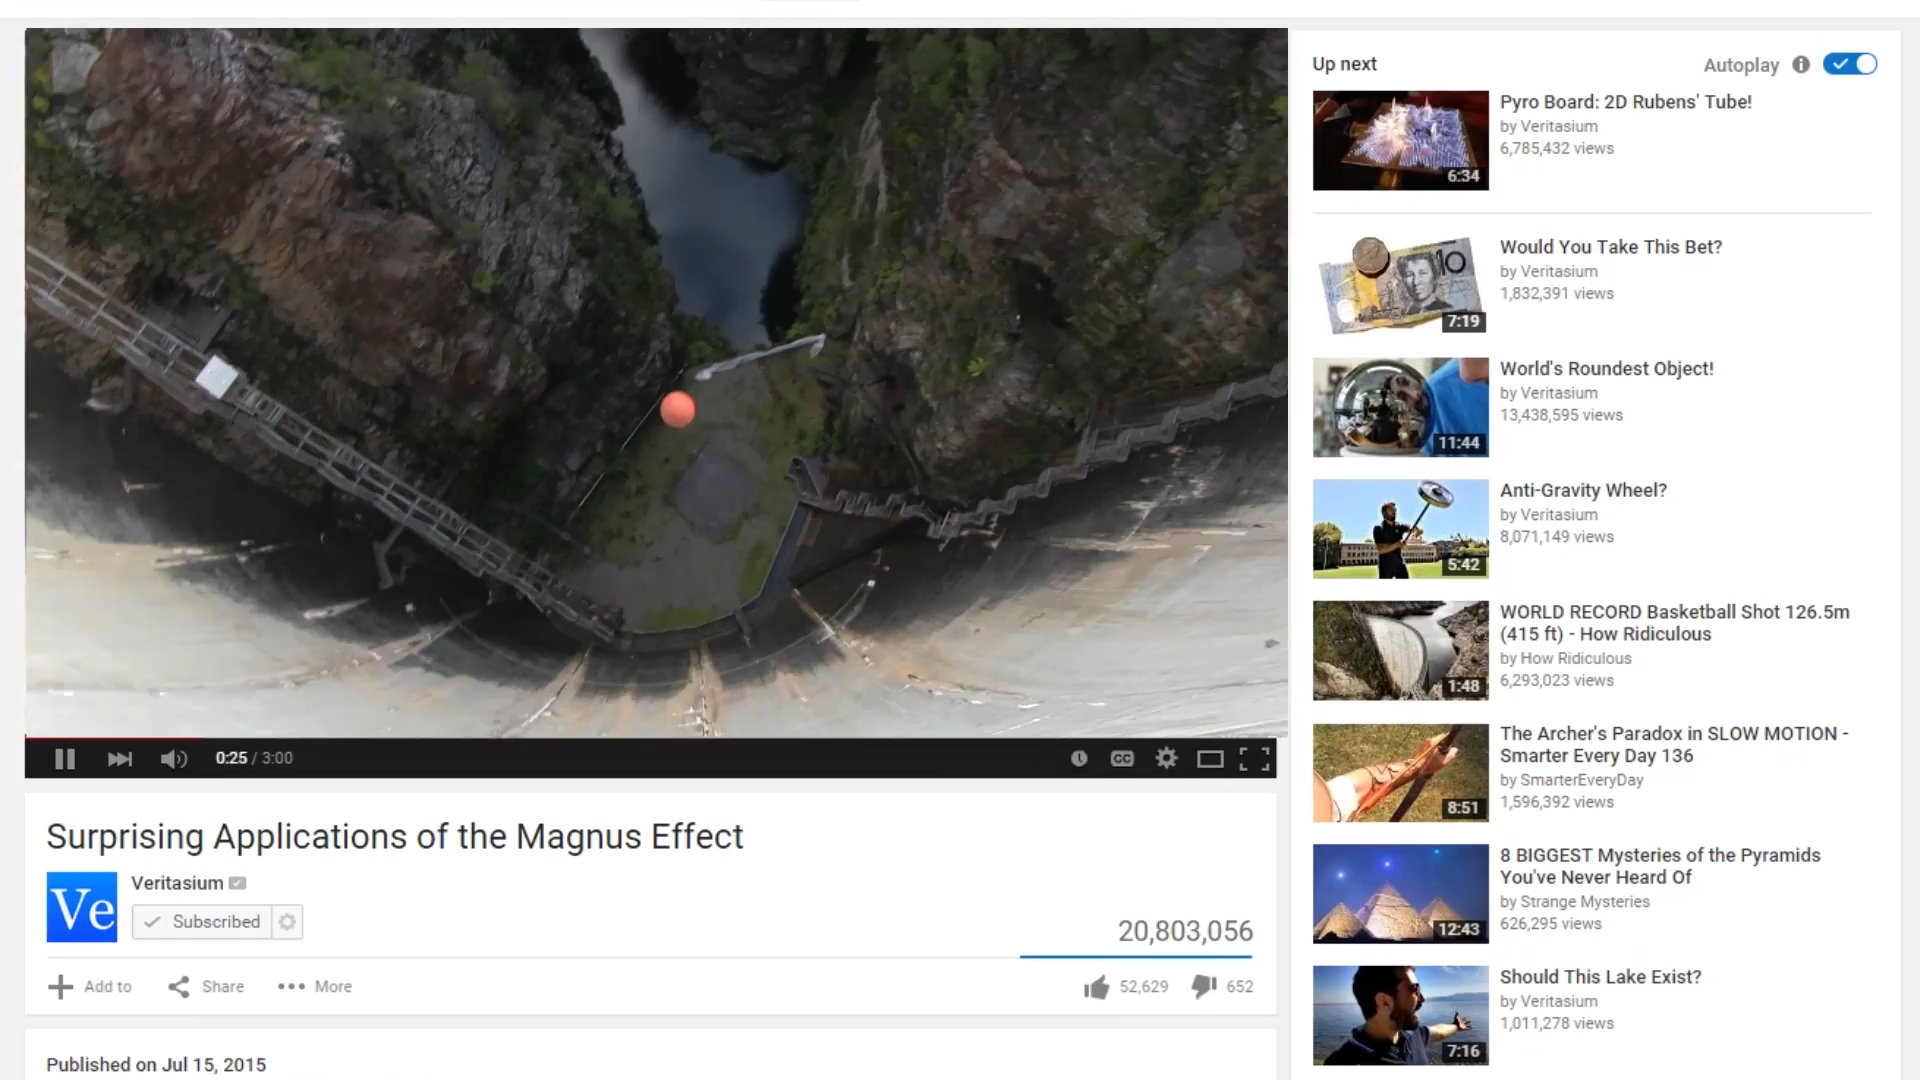 Up next
Autoplay
Pyro Board: 2D Rubens' Tube!
by Veritasium
6,785,432 views
6:34
Would You Take This Bet?
by Veritasium
1,832,391 views
10
7:19
World's Roundest Object!
by Veritasium
13,438,595 views
11:44
Anti-Gravity Wheel?
by Veritasium
8,071,149 views
5:42
WORLD RECORD Basketball Shot 126.5m
(415 ft) - How Ridiculous
by How Ridiculous
6,293,023 views
1:48
The Archer's Paradox in SLOW MOTION -
Smarter Every Day 136
by SmarterEveryDay
1,596,392 views
8:51
8 BIGGEST Mysteries of the Pyramids
You've Never Heard Of
by Strange Mysteries
626,295 views
12:43
Should This Lake Exist?
by Veritasium
1,011,278 views
7:16
0:25 / 3:00
CC
Surprising Applications of the Magnus Effect
Ve
Veritasium
Subscribed
20,803,056
Add to
Share
More
52,629
652
Published on Jul 15, 2015